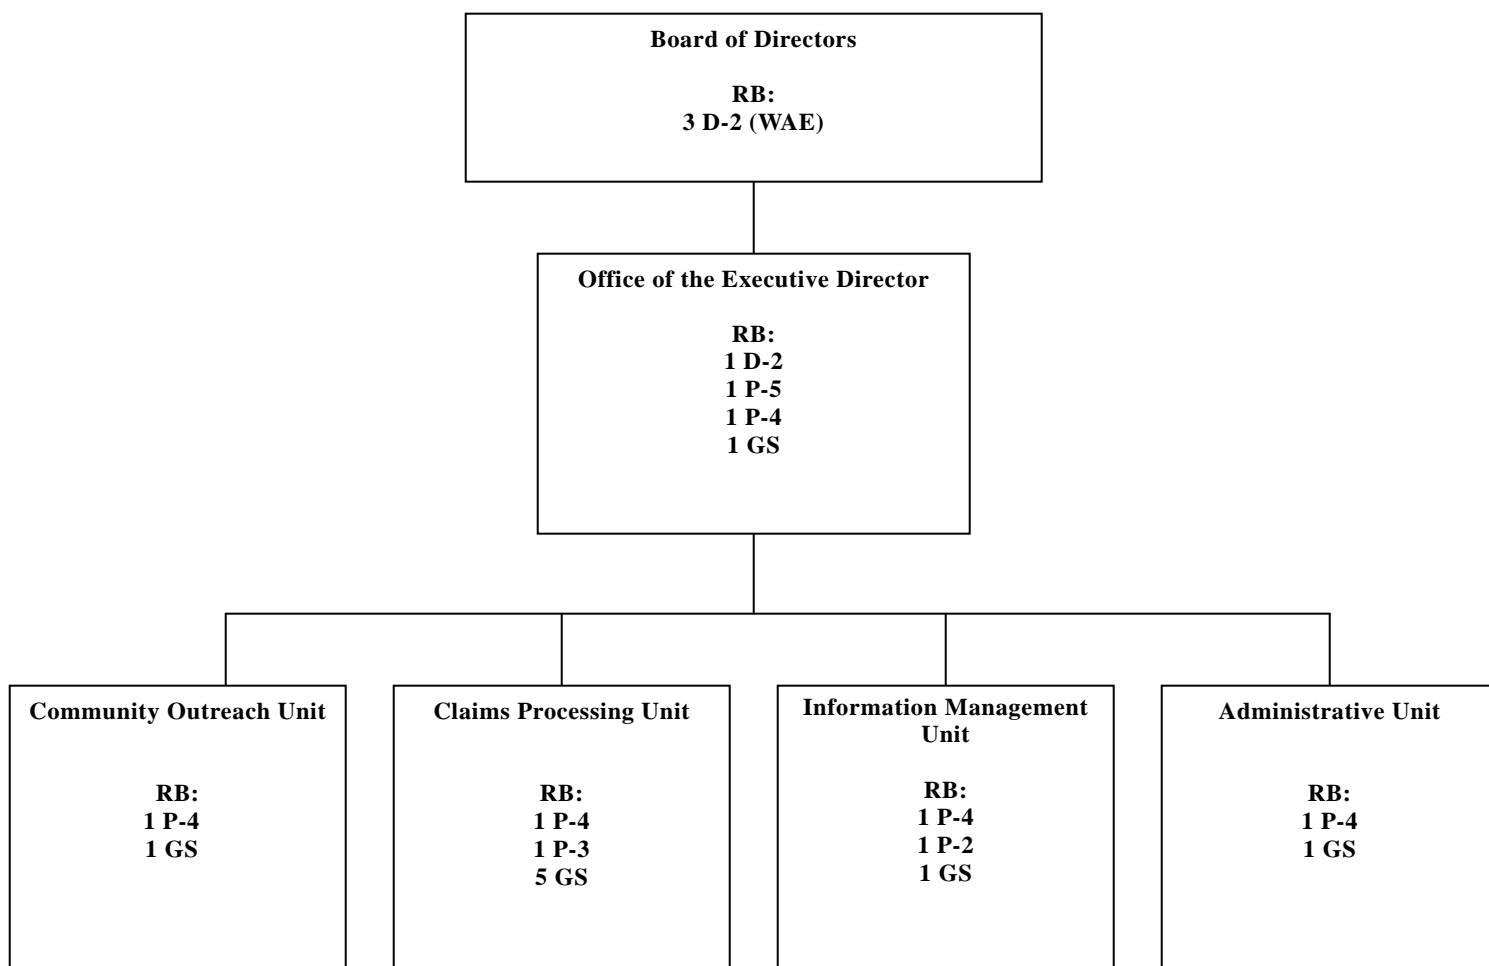 Board of Directors
RB:
3 D-2 (WAE)
Office of the Executive Director
RB:
1 D-2
1 P-5
1 P-4
1 GS
Community Outreach Unit
RB:
1 P-4
1 GS
Claims Processing Unit
RB:
1 P-4
1 P-3
5 GS
Information Management
Unit
RB:
1 P-4
1 P-2
1 GS
Administrative Unit
RB:
1 P-4
1 GS